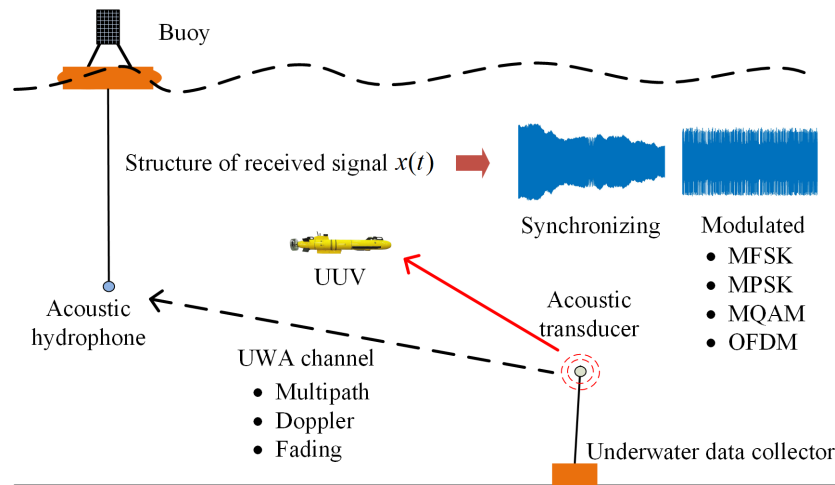 Buoy
Structure of received signal x(t)
Synchronizing
Modulated
• MFSK
• MPSK
• MQAM
• OFDM
UUV
Acoustic
hydrophone
Acoustic
transducer
UWA channel
• Multipath
• Doppler
• Fading
Underwater data collector